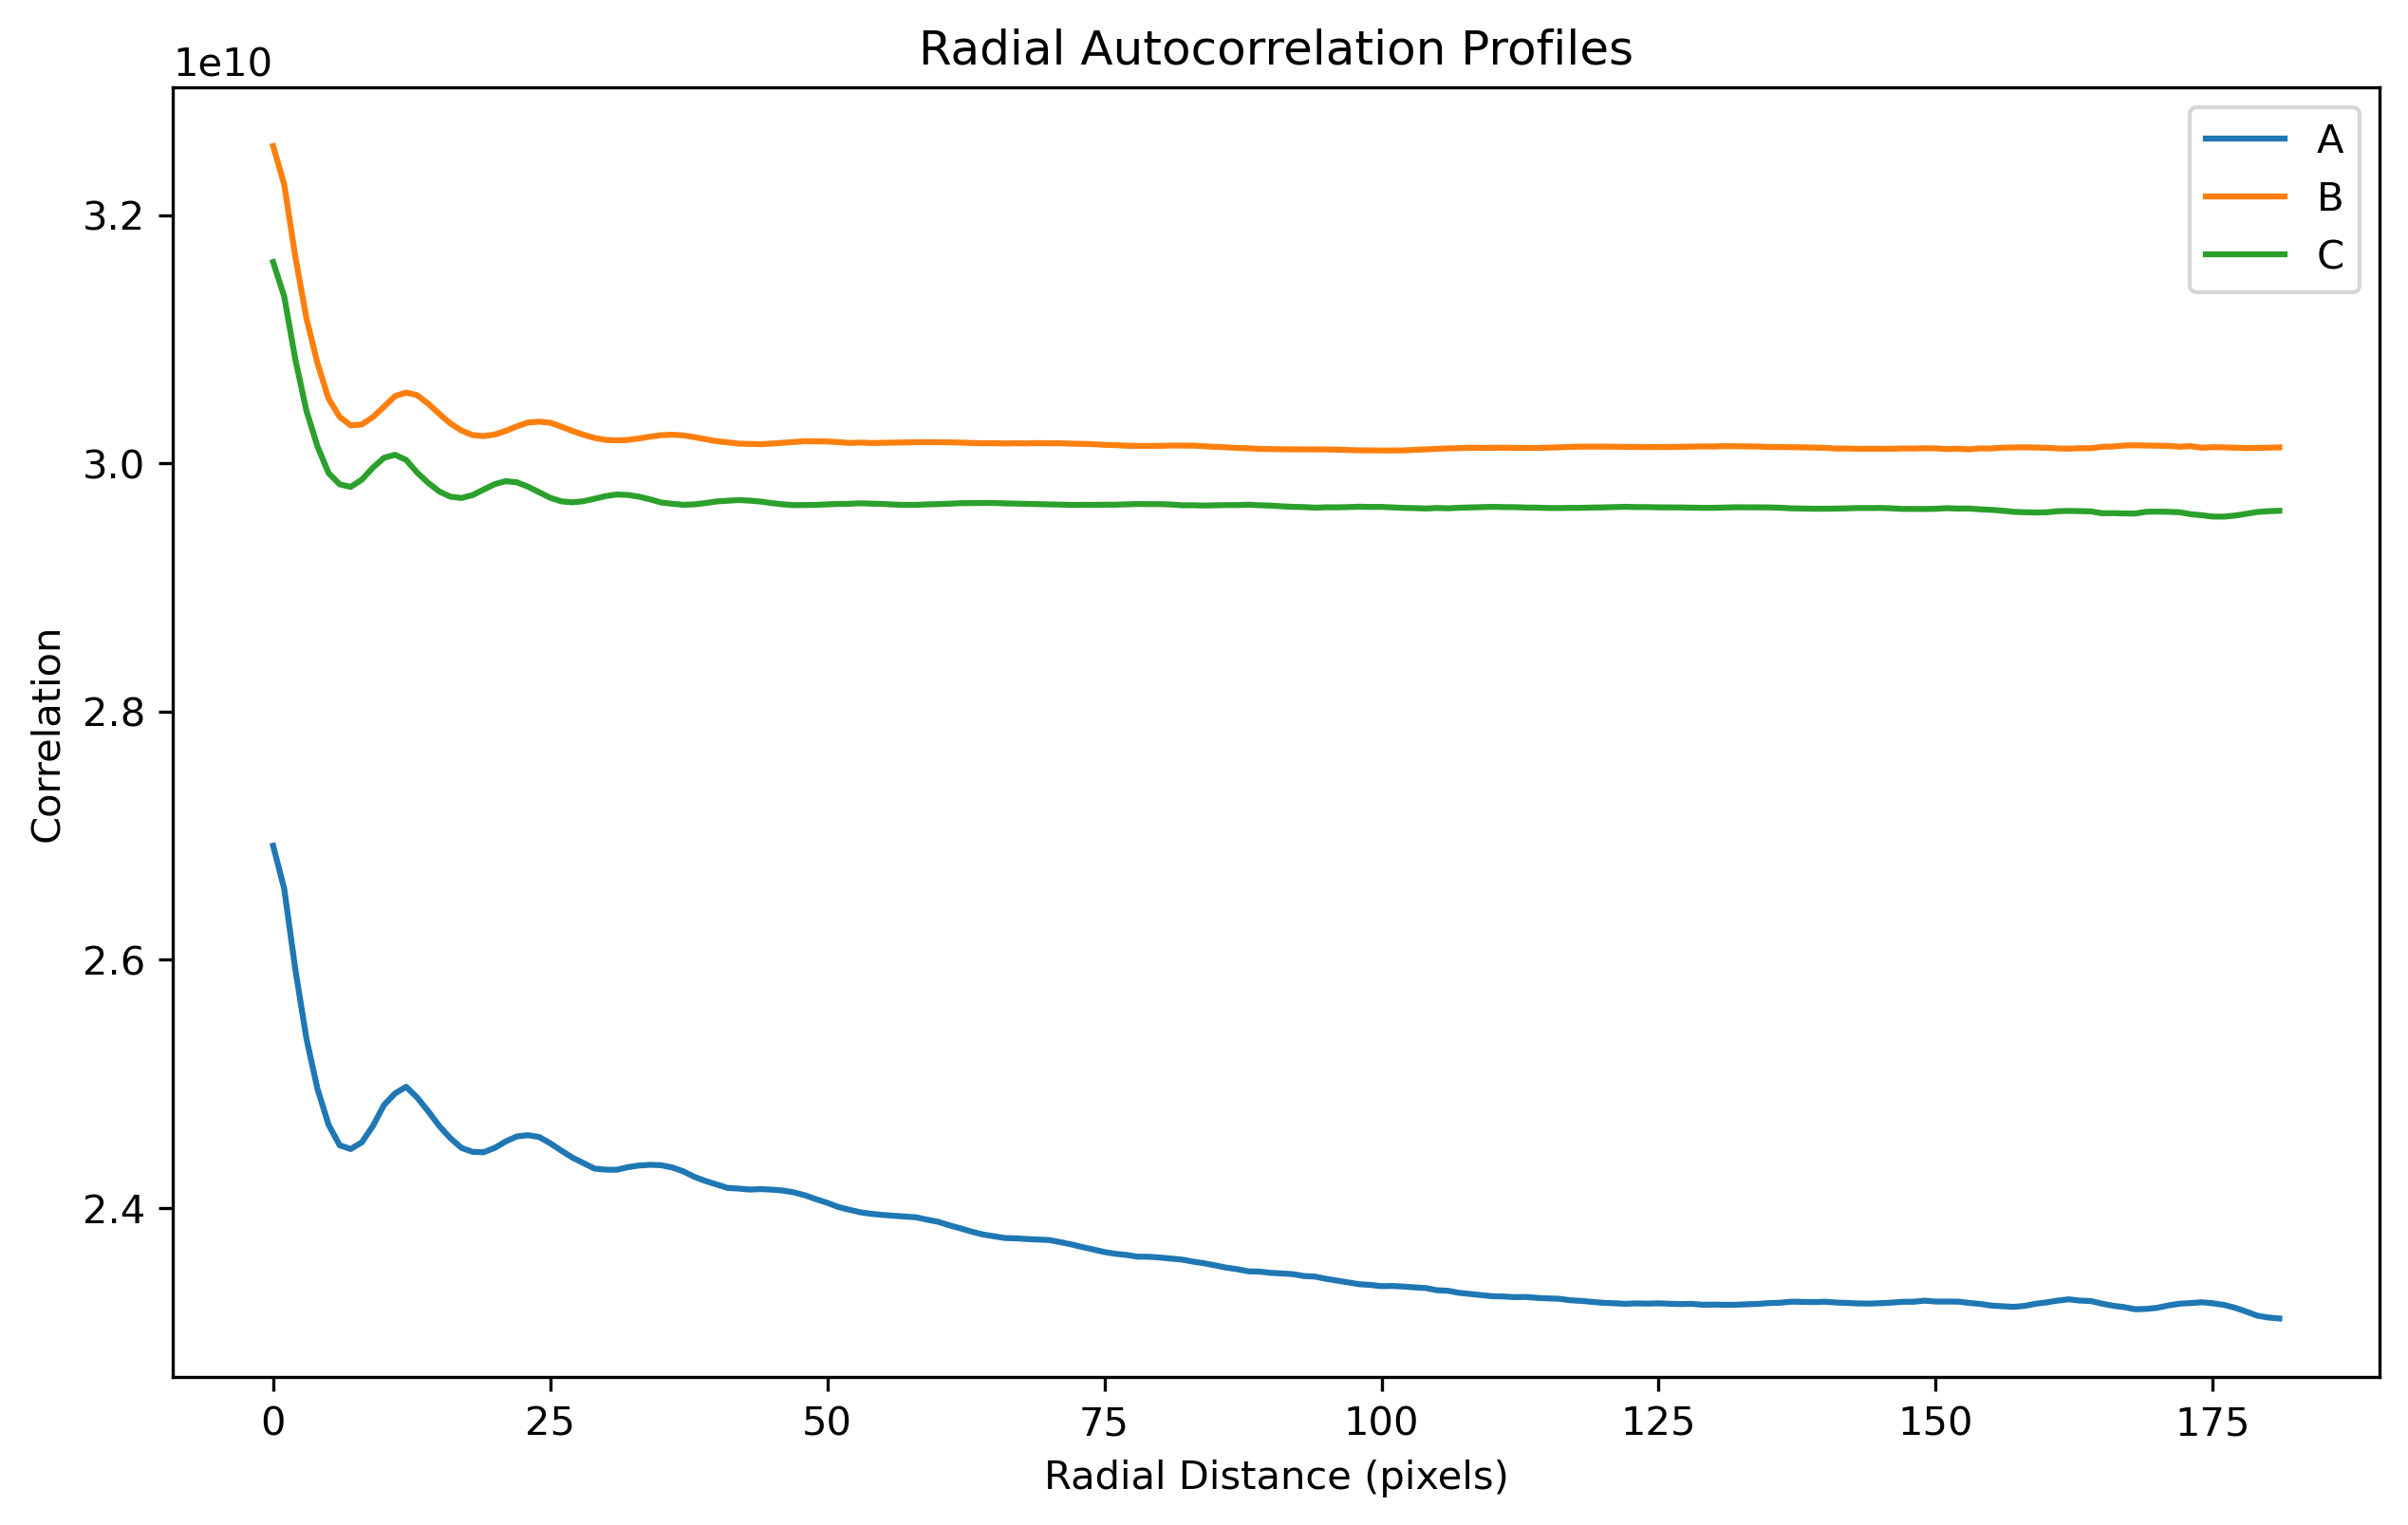 Radial Autocorrelation Profiles
1e10
A
B
C
3.2
3.0
2.8
2.6
2.4
Correlation
0 25 50 75 100 125 150 175
Radial Distance (pixels)